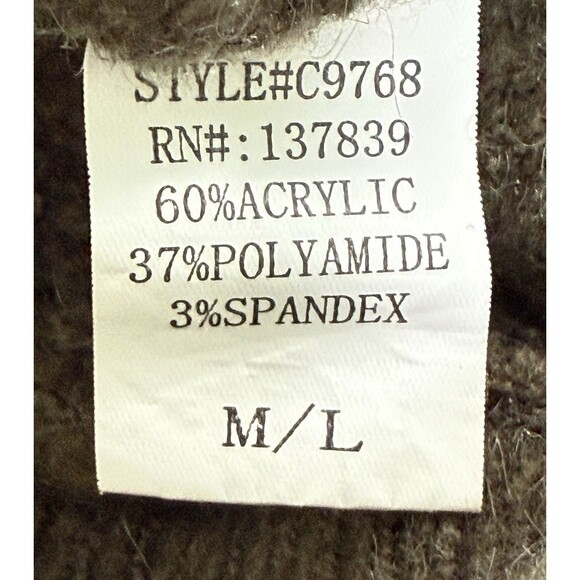 STYLE#C9768
RN#:137839
60%ACRYLIC
37%POLYAMIDE
3%SPANDEX
M/L